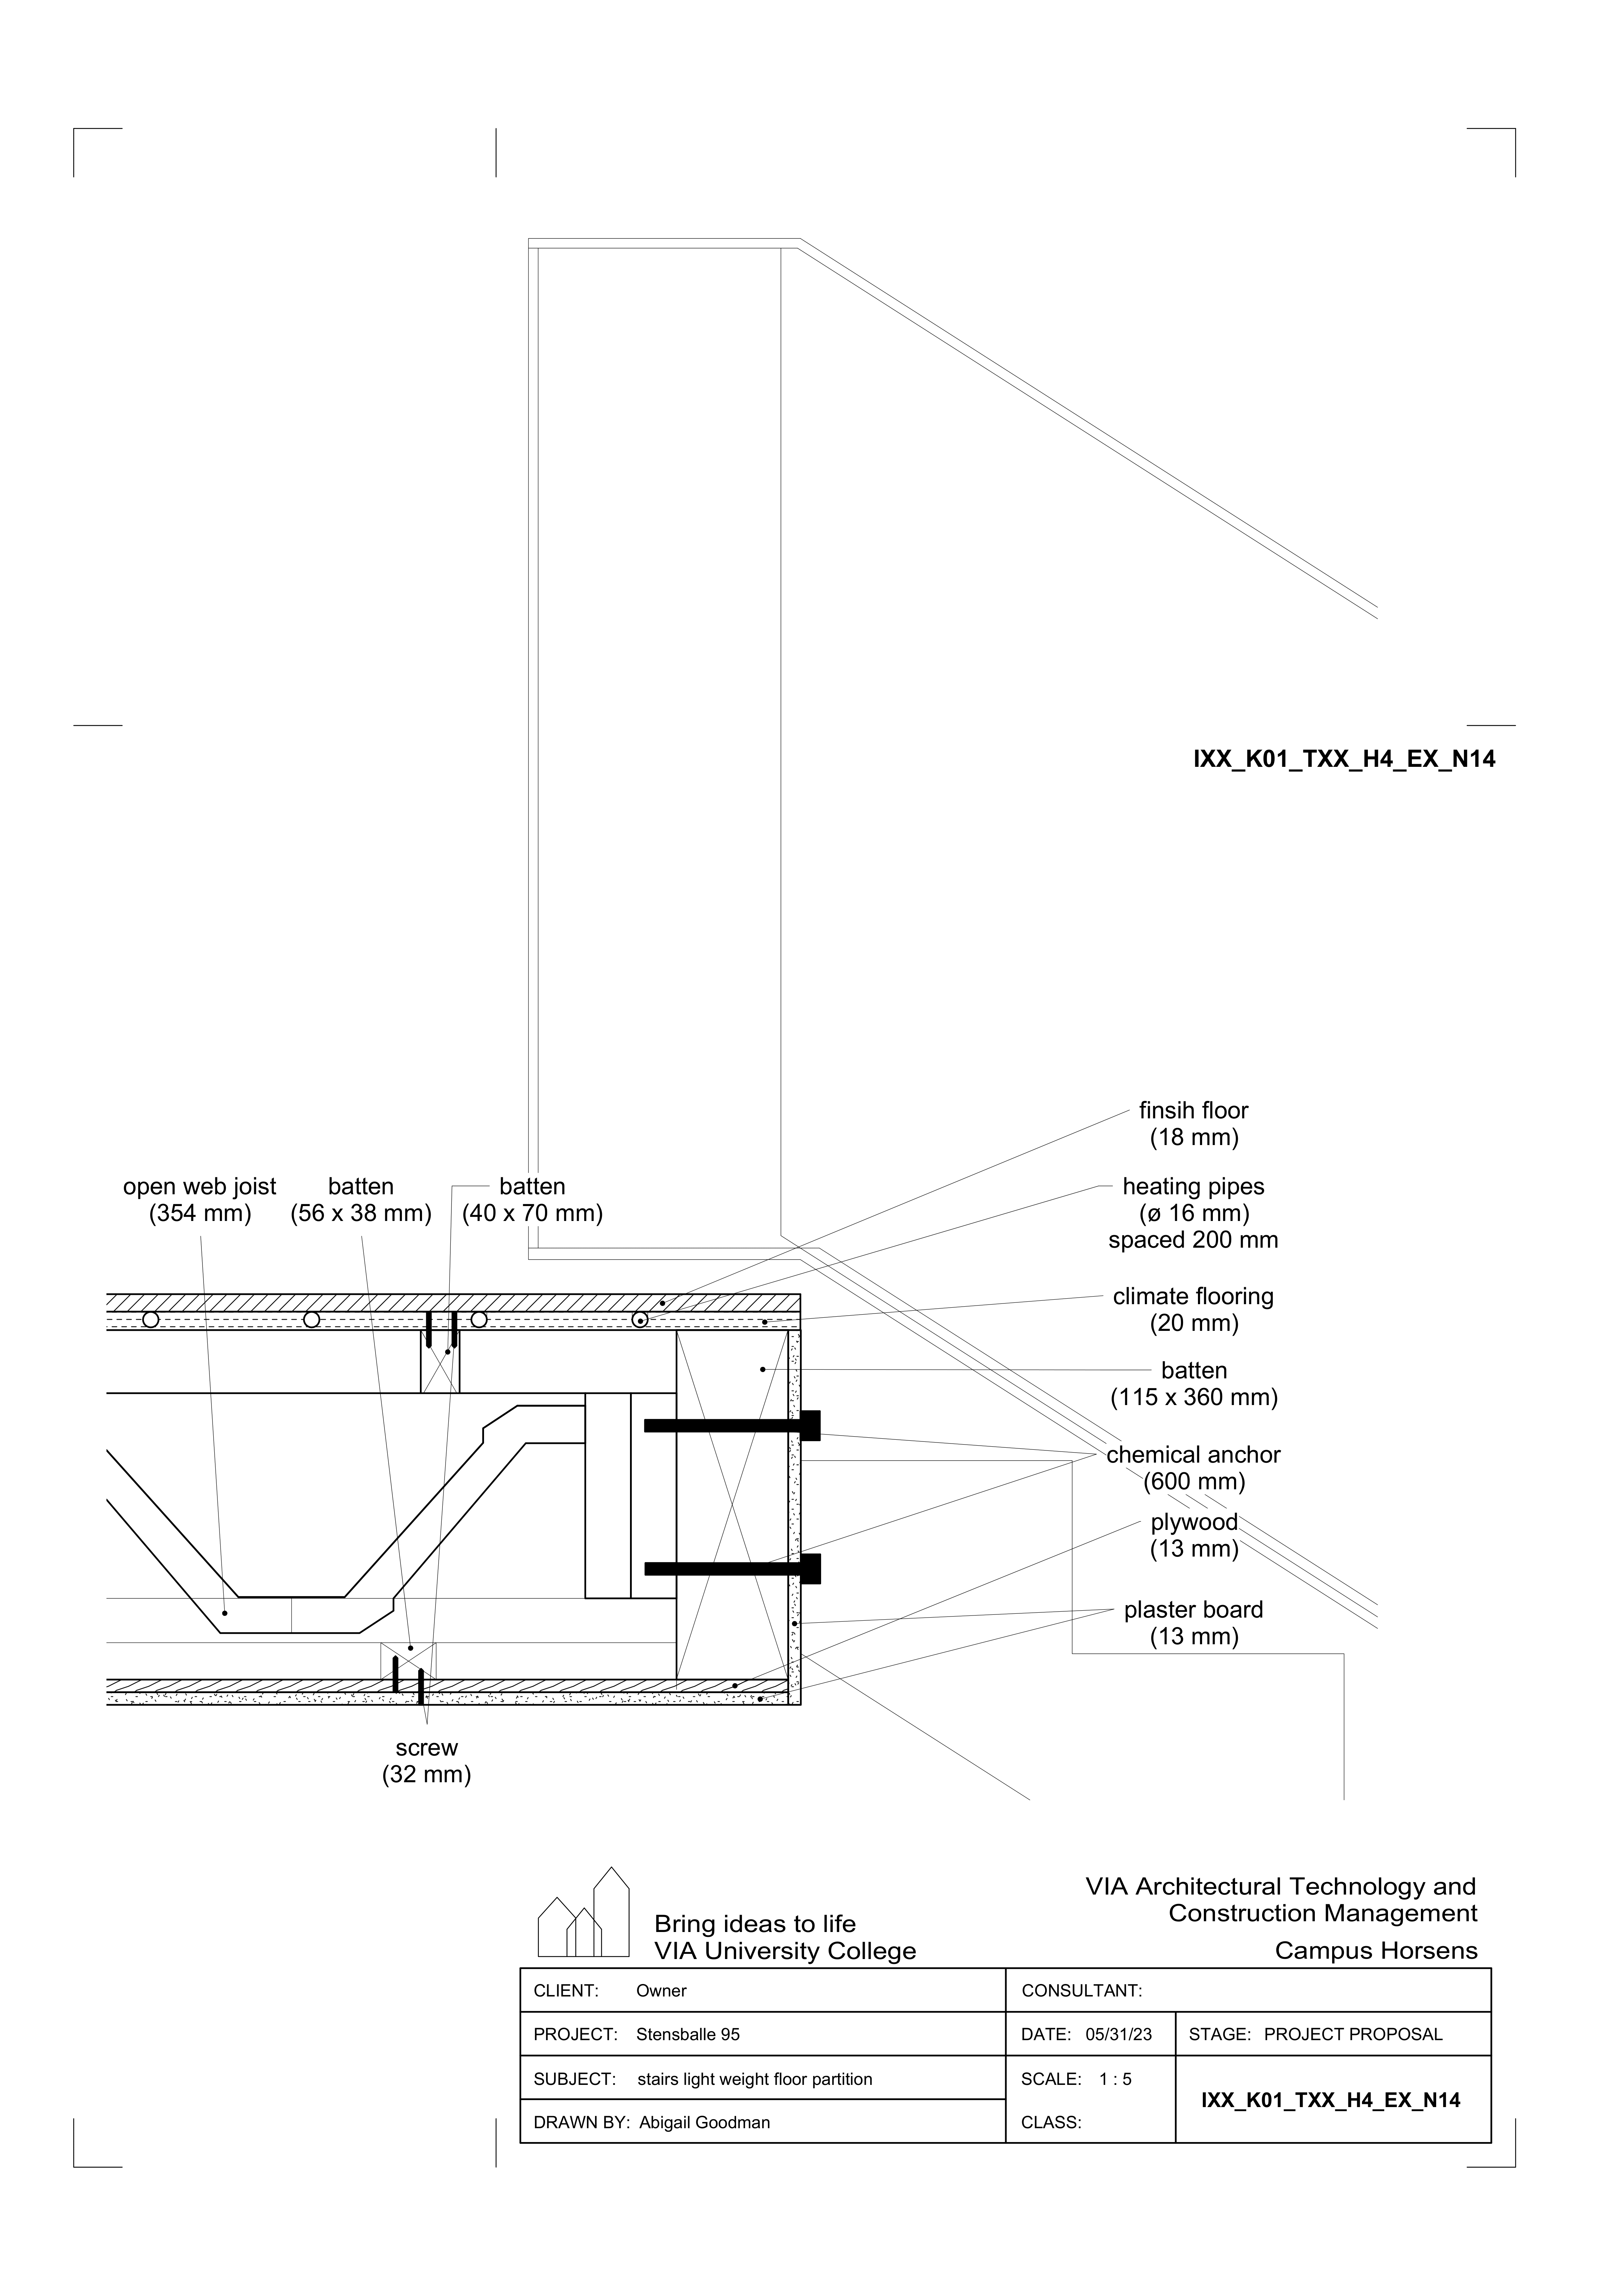 IXX_K01_TXX_H4_EX_N14
finsih floor
(18 mm)
open web joist
(354 mm)
batten
(56 x 38 mm)
batten
(40 x 70 mm)
heating pipes
(ø 16 mm)
spaced 200 mm
climate flooring
(20 mm)
batten
(115 x 360 mm)
chemical anchor
(600 mm)
plywood
(13 mm)
plaster board
(13 mm)
screw
(32 mm)
Bring ideas to life
VIA University College
VIA Architectural Technology and
Construction Management
Campus Horsens
CLIENT: Owner
CONSULTANT:
PROJECT: Stensballe 95
DATE: 05/31/23
STAGE: PROJECT PROPOSAL
SUBJECT: stairs light weight floor partition
SCALE: 1 : 5
IXX_K01_TXX_H4_EX_N14
DRAWN BY: Abigail Goodman
CLASS: